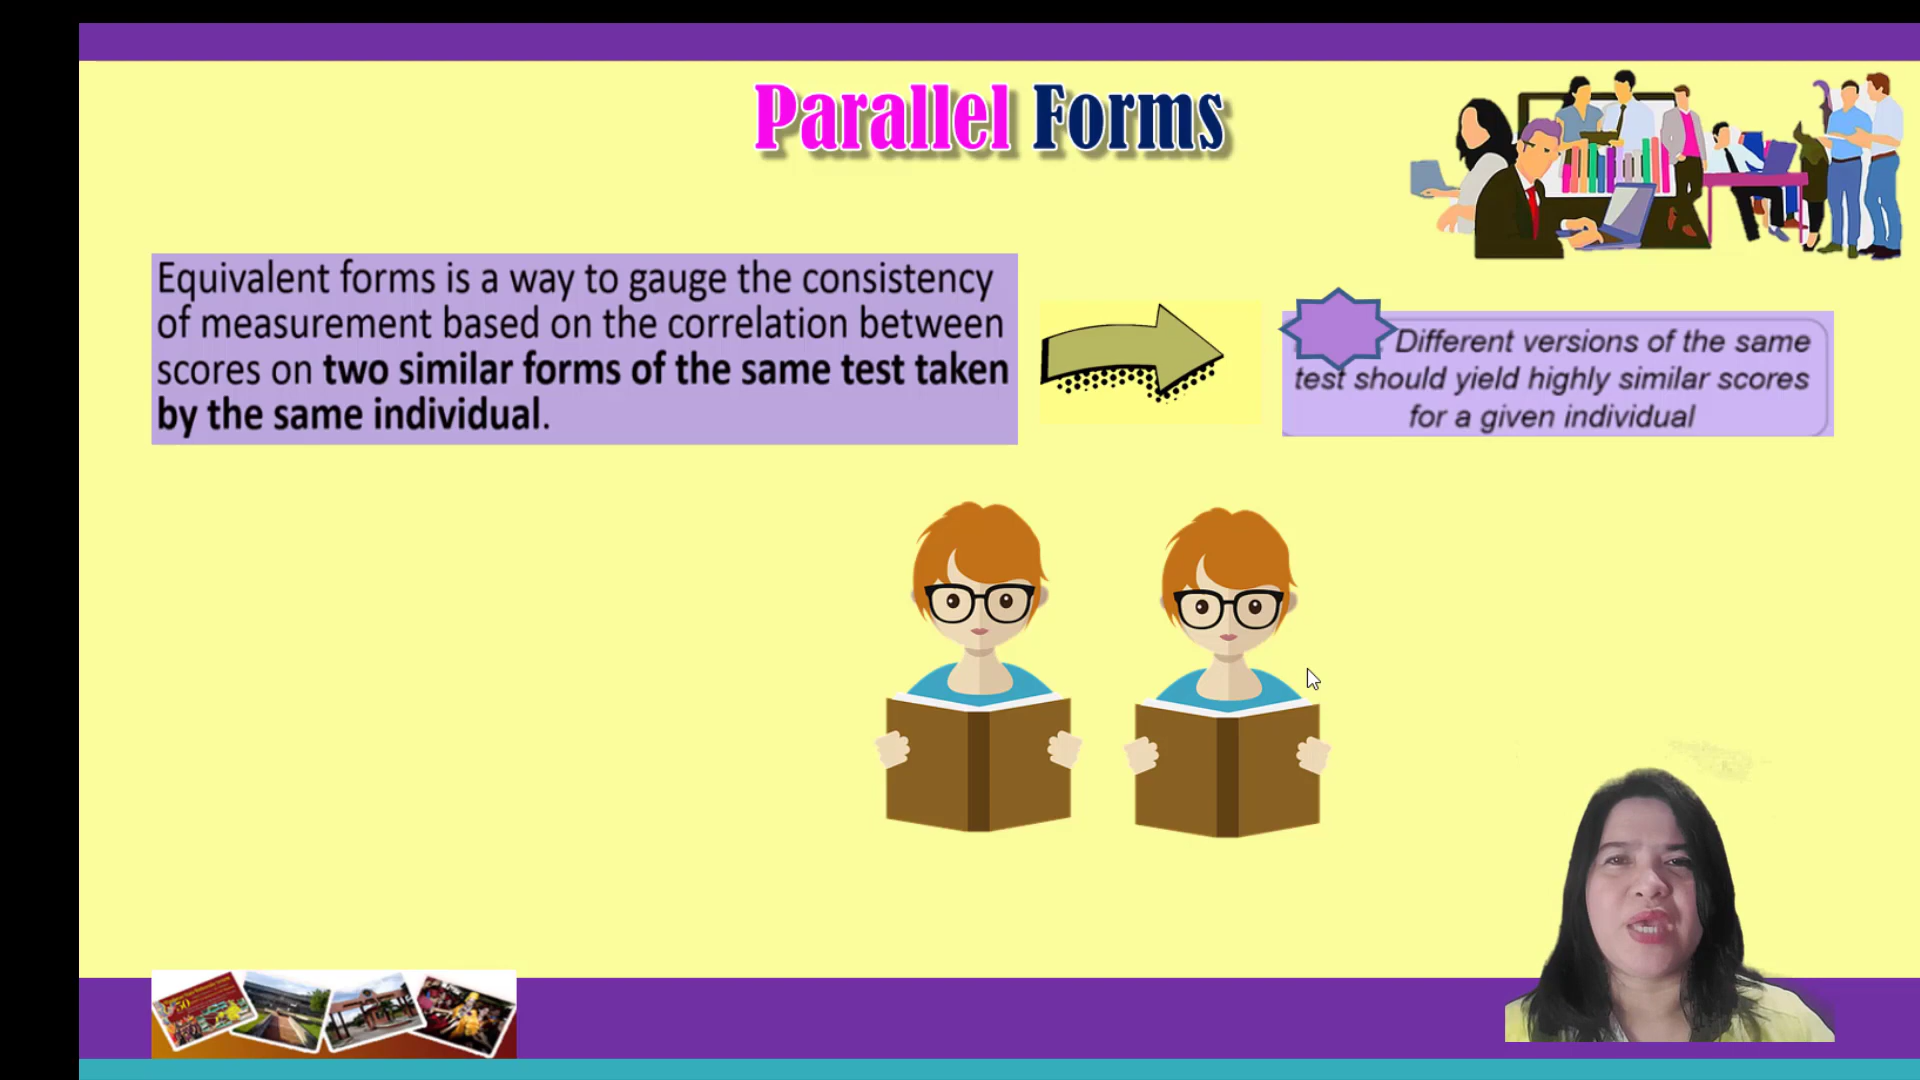 Parallel Forms
Equivalent forms is a way to gauge the consistency
of measurement based on the correlation between
scores on two similar forms of the same test taken
by the same individual.
Different versions of the same
test should yield highly similar scores
for a given individual